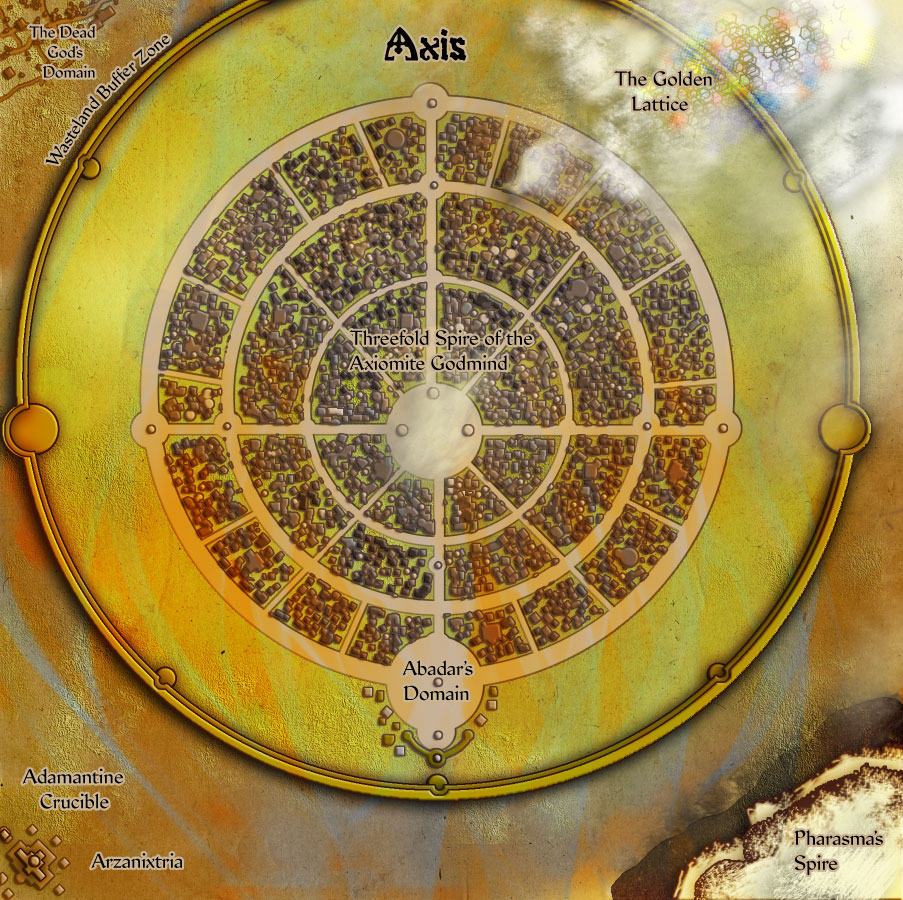 Axis
The Dead
God's
Domain
Wasteland Buffer Zone
The Golden
Lattice
Threefold Spire of the
Axiomite Godmind
Abadar's
Domain
Adamantine
Crucible
Arzanixtria
Pharasma's
Spire